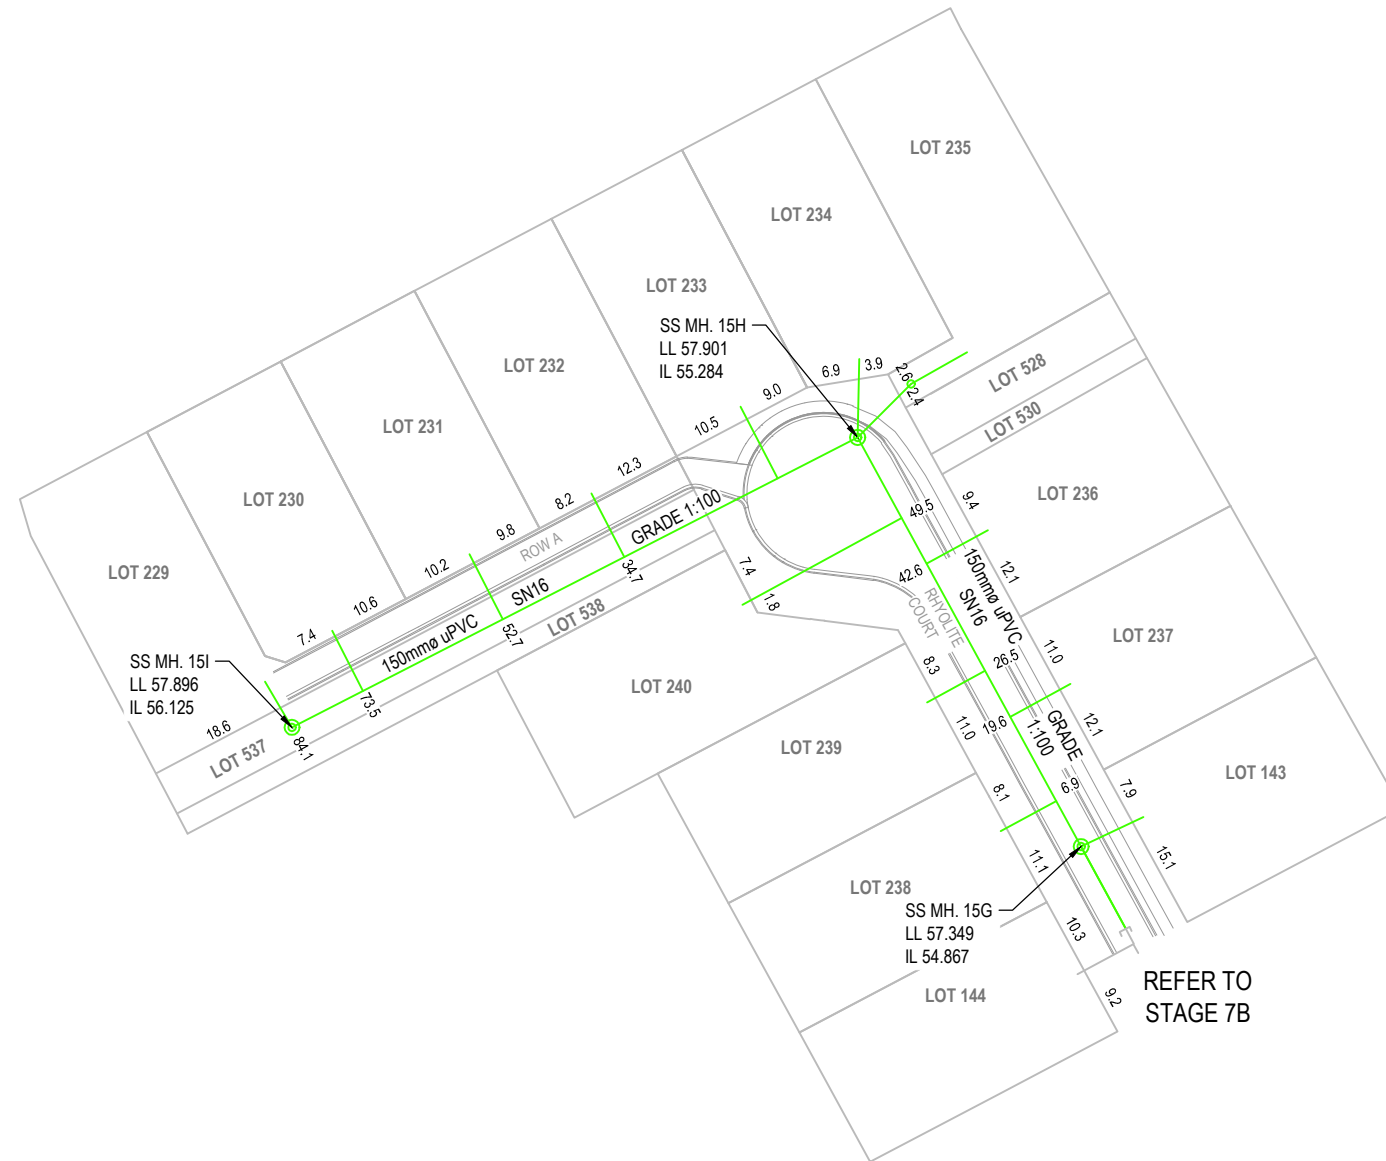 LOT 235
LOT 234
LOT 233
SS MH. 15H
LL 57.901
IL 55.284
LOT 232
6.9
3.9
2.6
2.4
LOT 528
9.0
LOT 530
LOT 231
10.5
12.3
LOT 230
8.2
9.8
ROW A
GRADE 1:100
49.5
9.4
LOT 236
10.2
34.7
7.4
42.6
150mmø uPVC
SN16
12.1
LOT 229
10.6
SN16
1.8
RHYOLITE
COURT
7.4
150mmø uPVC
52.7
LOT 538
LOT 237
SS MH. 15I
LL 57.896
IL 56.125
73.5
LOT 240
8.3
26.5
11.0
18.6
84.1
LOT 537
LOT 239
11.0
19.6
GRADE
1:100
12.1
LOT 143
8.1
6.9
7.9
11.1
15.1
LOT 238
SS MH. 15G
LL 57.349
IL 54.867
10.3
LOT 144
9.2
REFER TO
STAGE 7B